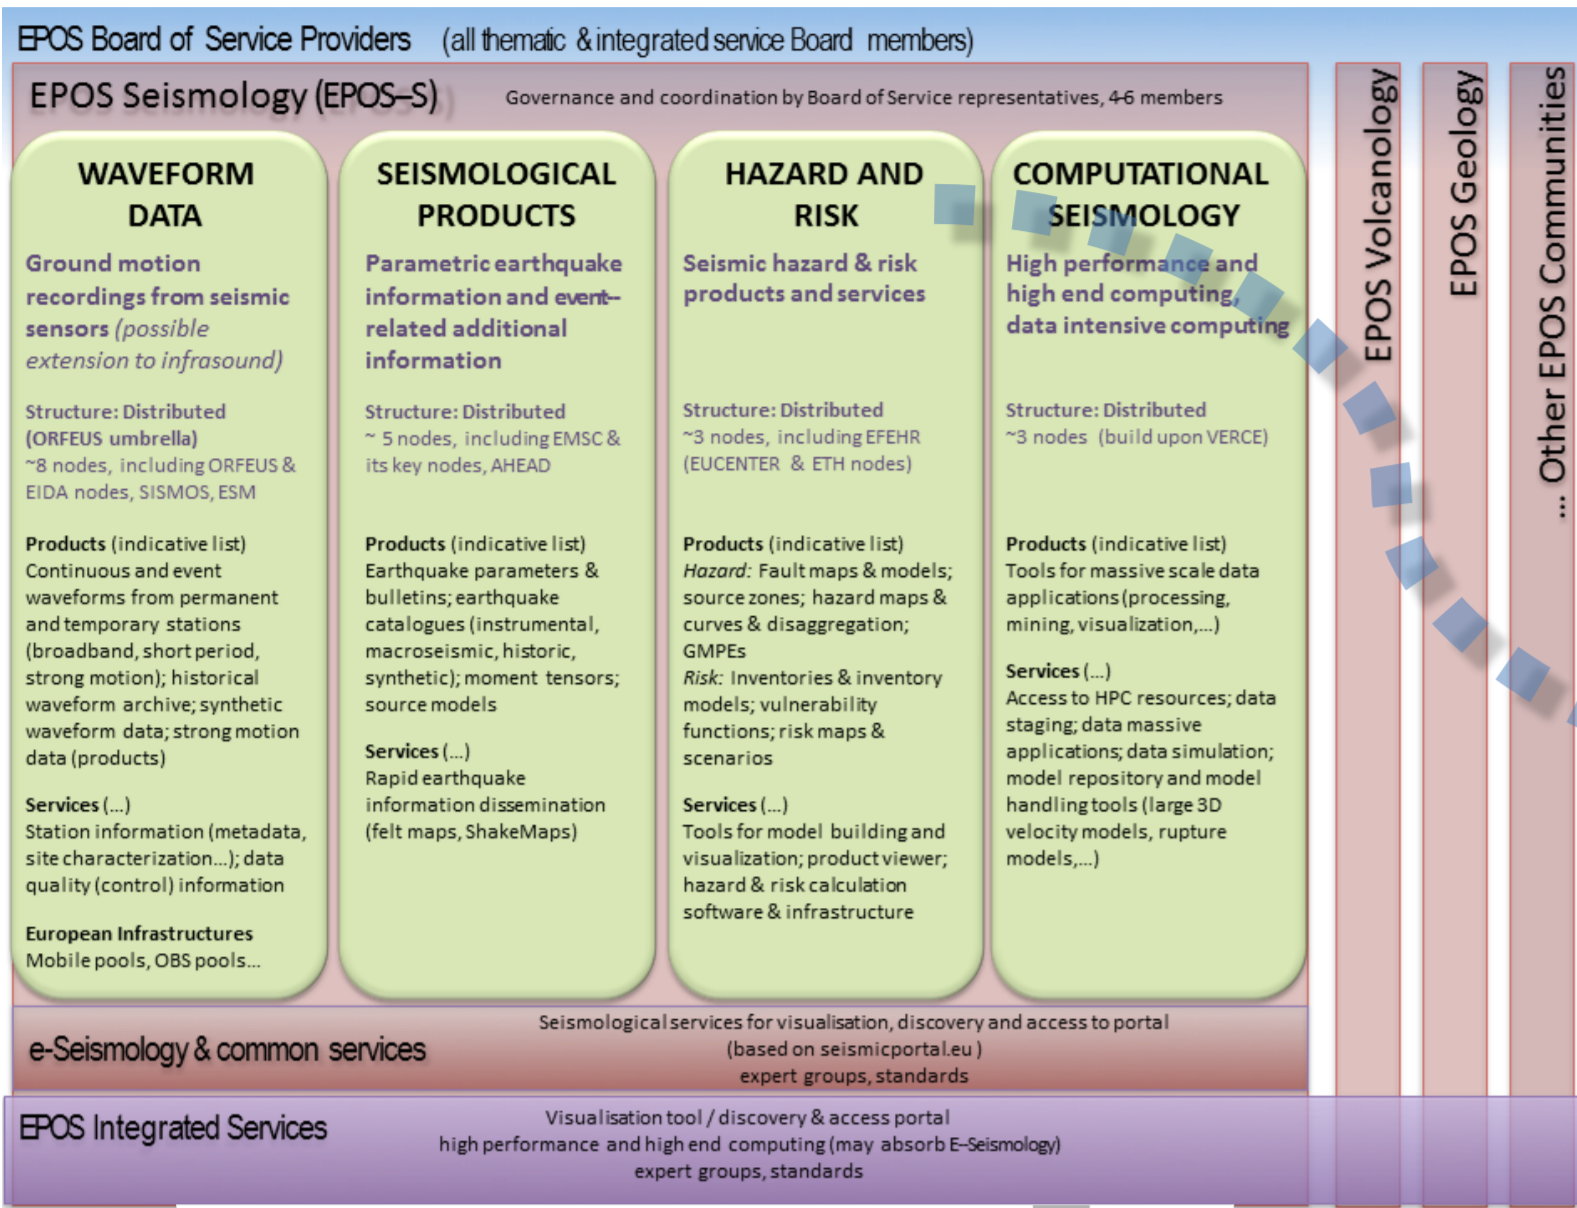 EPOS Board of Service Providers (all thematic & integrated service Board members)
EPOS Seismology (EPOS–S) Governance and coordination by Board of Service representatives, 4-6 members
WAVEFORM
DATA
Ground motion
recordings from seismic
sensors (possible
extension to infrasound)
Structure: Distributed
(ORFEUS umbrella)
~8 nodes, including ORFEUS &
EIDA nodes, SISMOS, ESM
Products (indicative list)
Continuous and event
waveforms from permanent
and temporary stations
(broadband, short period,
strong motion); historical
waveform archive; synthetic
waveform data; strong motion
data (products)
Services (...)
Station information (metadata,
site characterization...); data
quality (control) information
European Infrastructures
Mobile pools, OBS pools...
SEISMOLOGICAL
PRODUCTS
Parametric earthquake
information and event--
related additional
information
Structure: Distributed
~ 5 nodes, including EMSC &
its key nodes, AHEAD
Products (indicative list)
Earthquake parameters &
bulletins; earthquake
catalogues (instrumental,
macroseismic, historic,
synthetic); moment tensors;
source models
Services (...)
Rapid earthquake
information dissemination
(felt maps, ShakeMaps)
HAZARD AND
RISK
Seismic hazard & risk
products and services
Structure: Distributed
~3 nodes, including EFEHR
(EUCENTER & ETH nodes)
Products (indicative list)
Hazard: Fault maps & models;
source zones; hazard maps &
curves & disaggregation;
GMPEs
Risk: Inventories & inventory
models; vulnerability
functions; risk maps &
scenarios
Services (...)
Tools for model building and
visualization; product viewer;
hazard & risk calculation
software & infrastructure
COMPUTATIONAL
SEISMOLOGY
High performance and
high end computing,
data intensive computing
Structure: Distributed
~3 nodes (build upon VERCE)
Products (indicative list)
Tools for massive scale data
applications (processing,
mining, visualization,...)
Services (...)
Access to HPC resources; data
staging; data massive
applications; data simulation;
model repository and model
handling tools (large 3D
velocity models, rupture
models,...)
EPOS Volcanology
EPOS Geology
... Other EPOS Communities
e-Seismology & common services
Seismological services for visualisation, discovery and access to portal
(based on seismicportal.eu )
expert groups, standards
EPOS Integrated Services
Visualisation tool / discovery & access portal
high performance and high end computing (may absorb E–Seismology)
expert groups, standards